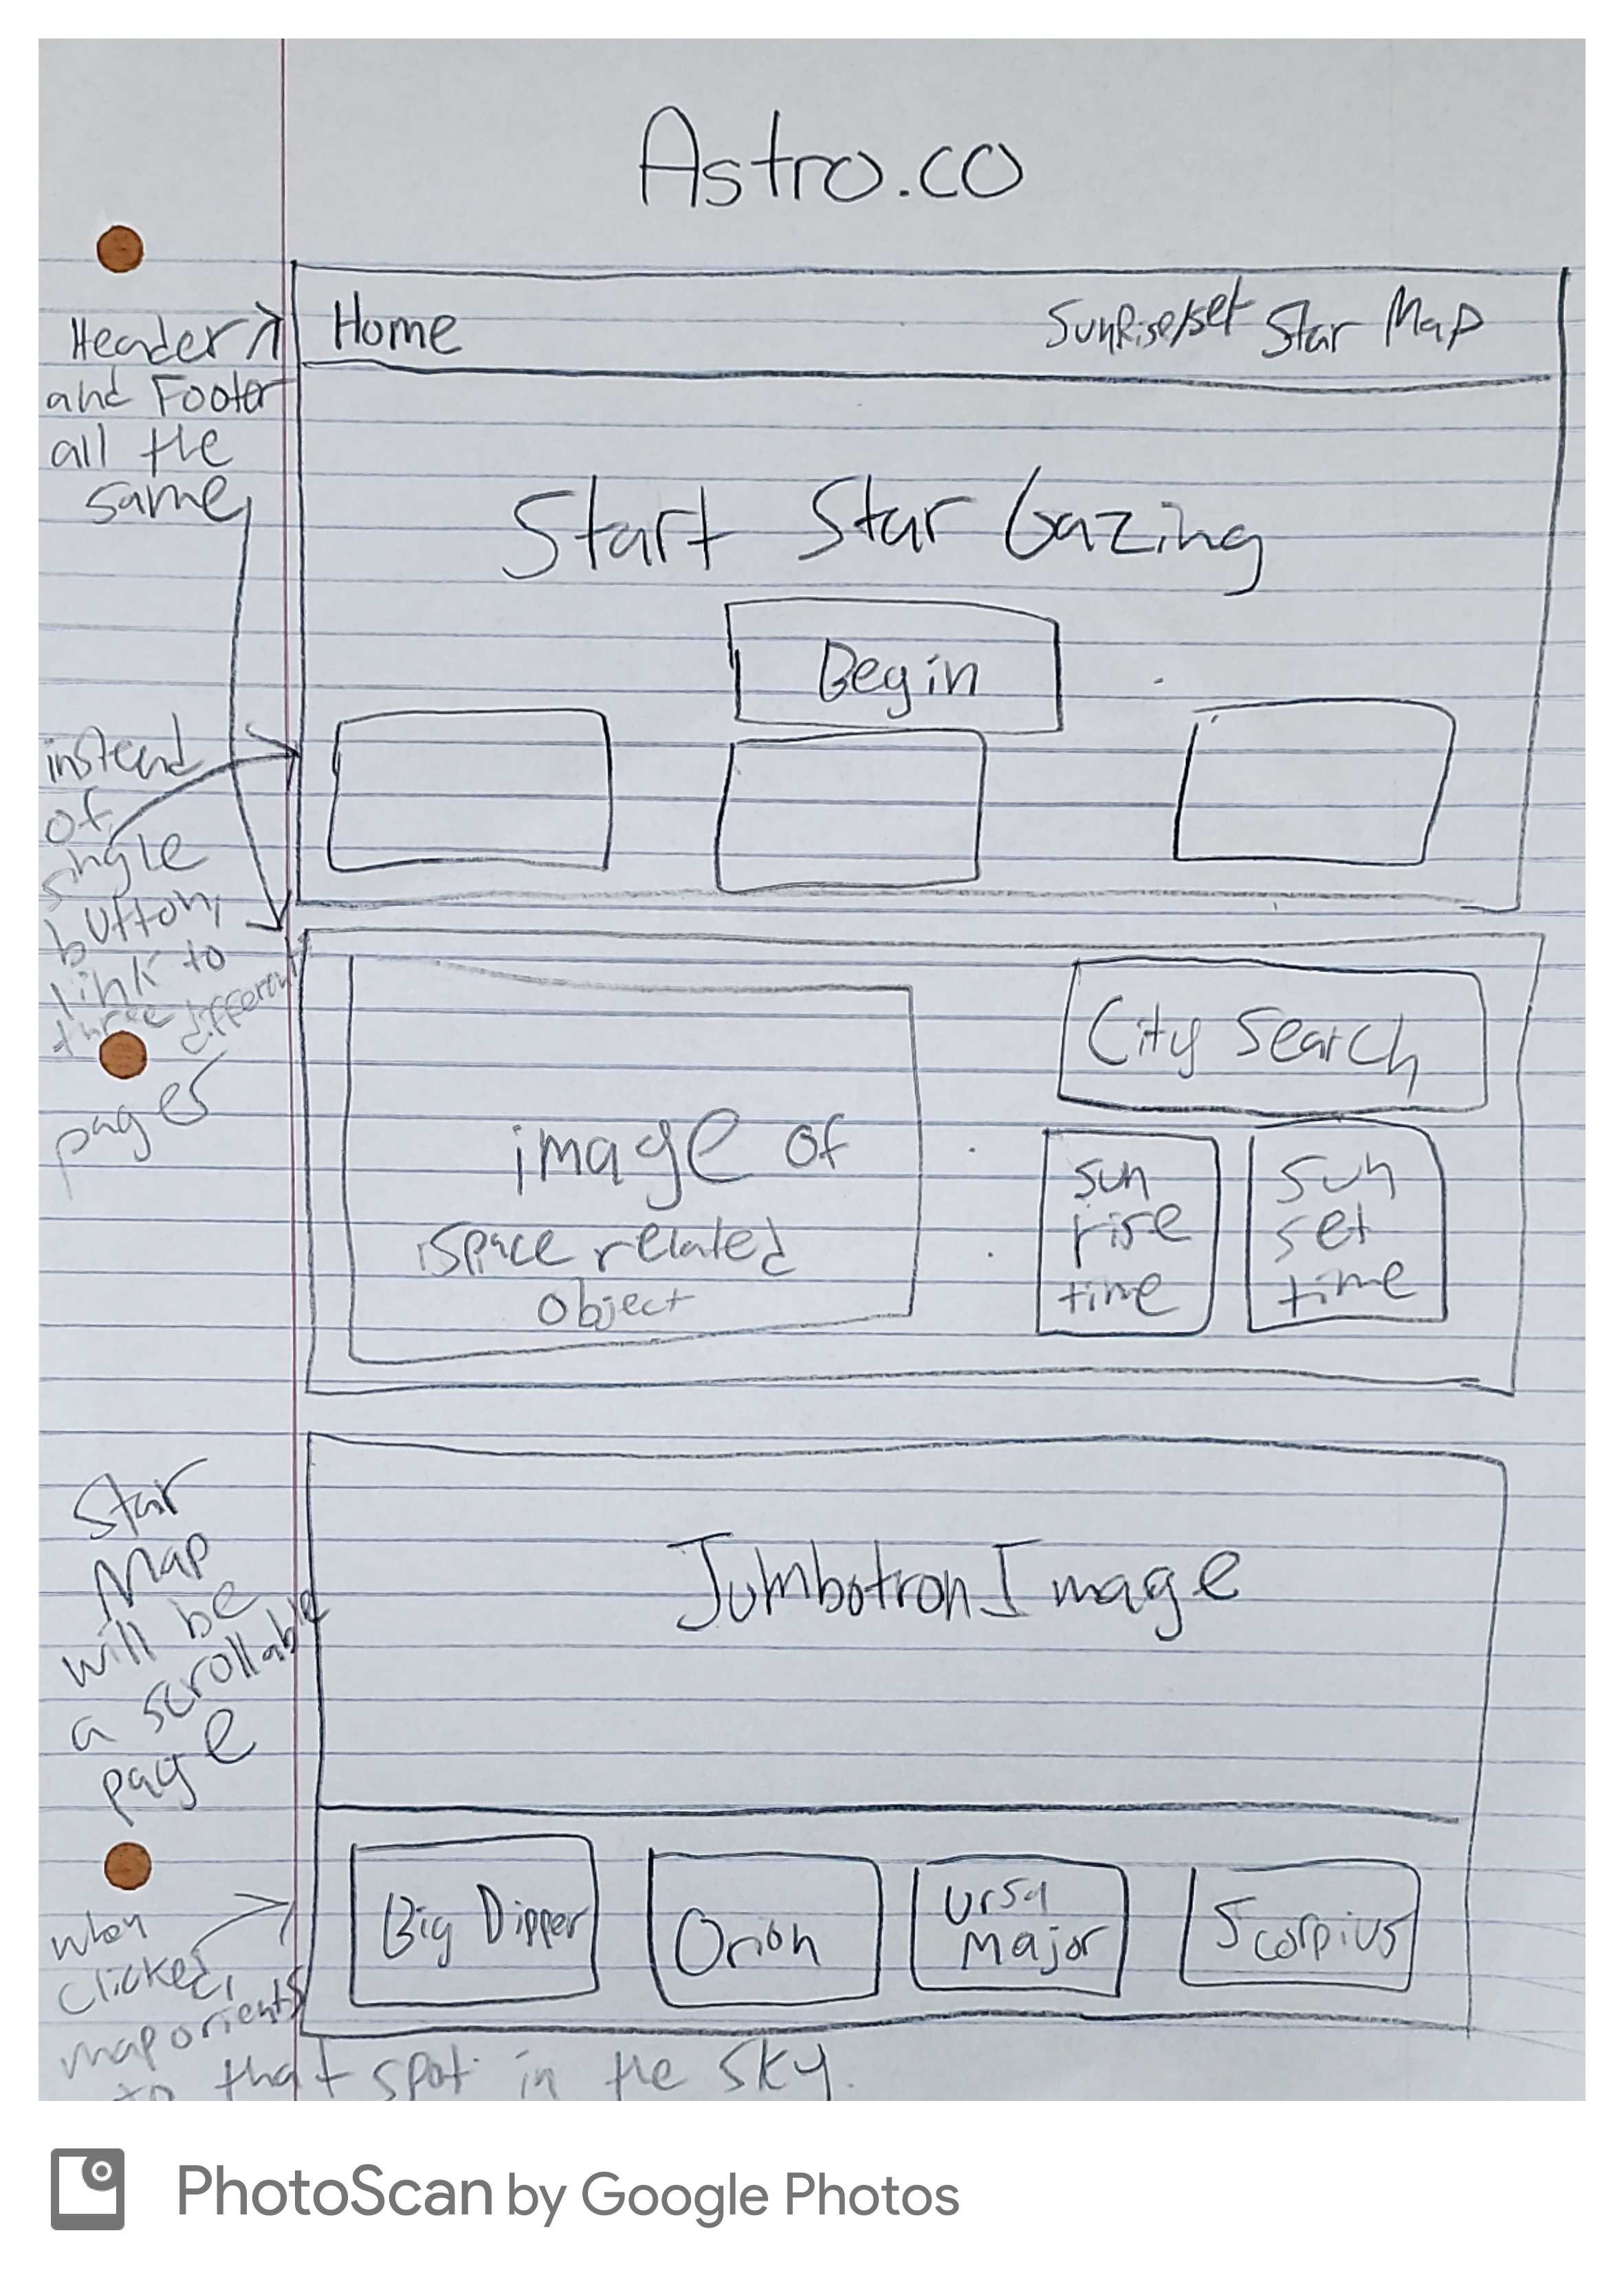 Astro.co
Home
SunRise/set
Star Map
Header
and Footer
all the
same
Start Star Gazing
Begin
instead
of
single
button,
link to
three different
pages
City Search
image of
space related
object
sun
rise
time
sun
set
time
Star
Map
will be
a scrollable
page
Jumbotron Image
Big Dipper
Orion
ursa
Major
Scorpius
when
clicked,
map orients
to that spot in the sky.
PhotoScan by Google Photos